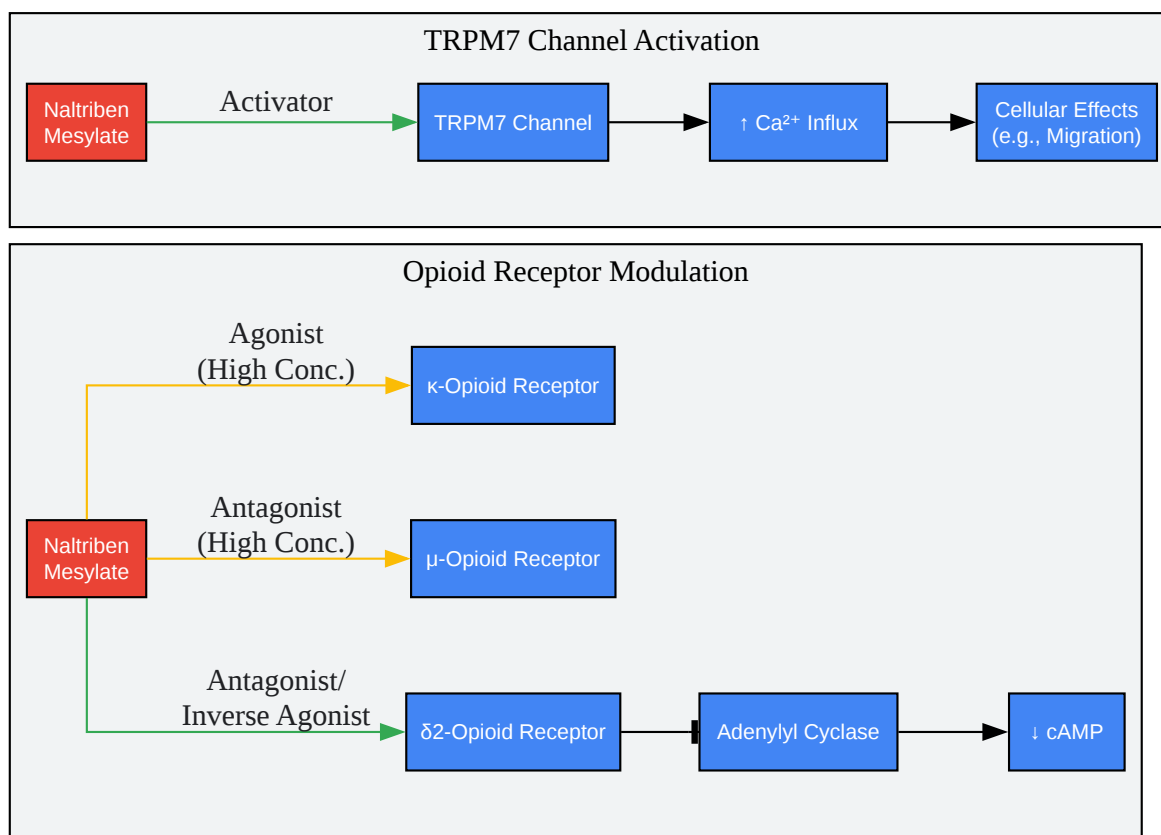 TRPM7 Channel Activation
Naltriben
Mesylate
Activator
TRPM7 Channel
↑ Ca²⁺ Influx
Cellular Effects
(e.g., Migration)
Opioid Receptor Modulation
Agonist
(High Conc.)
κ-Opioid Receptor
Naltriben
Mesylate
Antagonist
(High Conc.)
μ-Opioid Receptor
Antagonist/
Inverse Agonist
δ2-Opioid Receptor
Adenylyl Cyclase
↓ cAMP